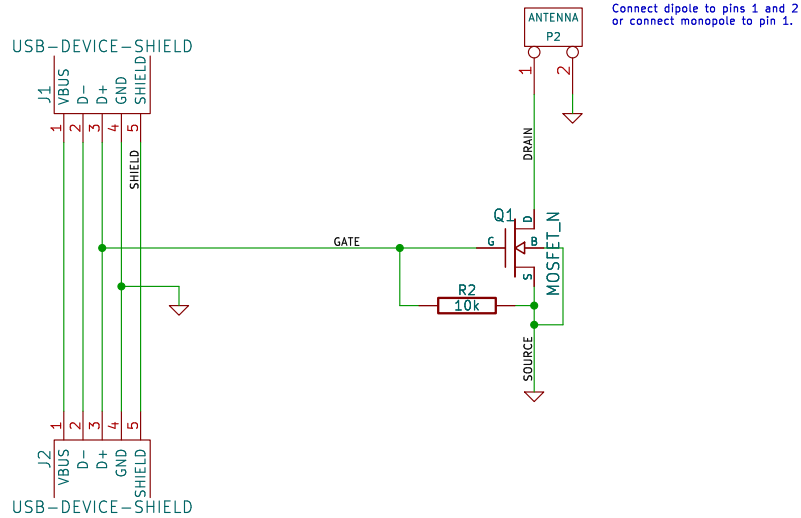 Connect dipole to pins 1 and 2
or connect monopole to pin 1.
ANTENNA
P2
1
2
USB-DEVICE-SHIELD
J1
VBUS
D-
D+
GND
SHIELD
1
2
3
4
5
SHIELD
DRAIN
Q1
D
G
B
S
MOSFET_N
GATE
R2
10k
SOURCE
1
2
3
4
5
J2
VBUS
D-
D+
GND
SHIELD
USB-DEVICE-SHIELD